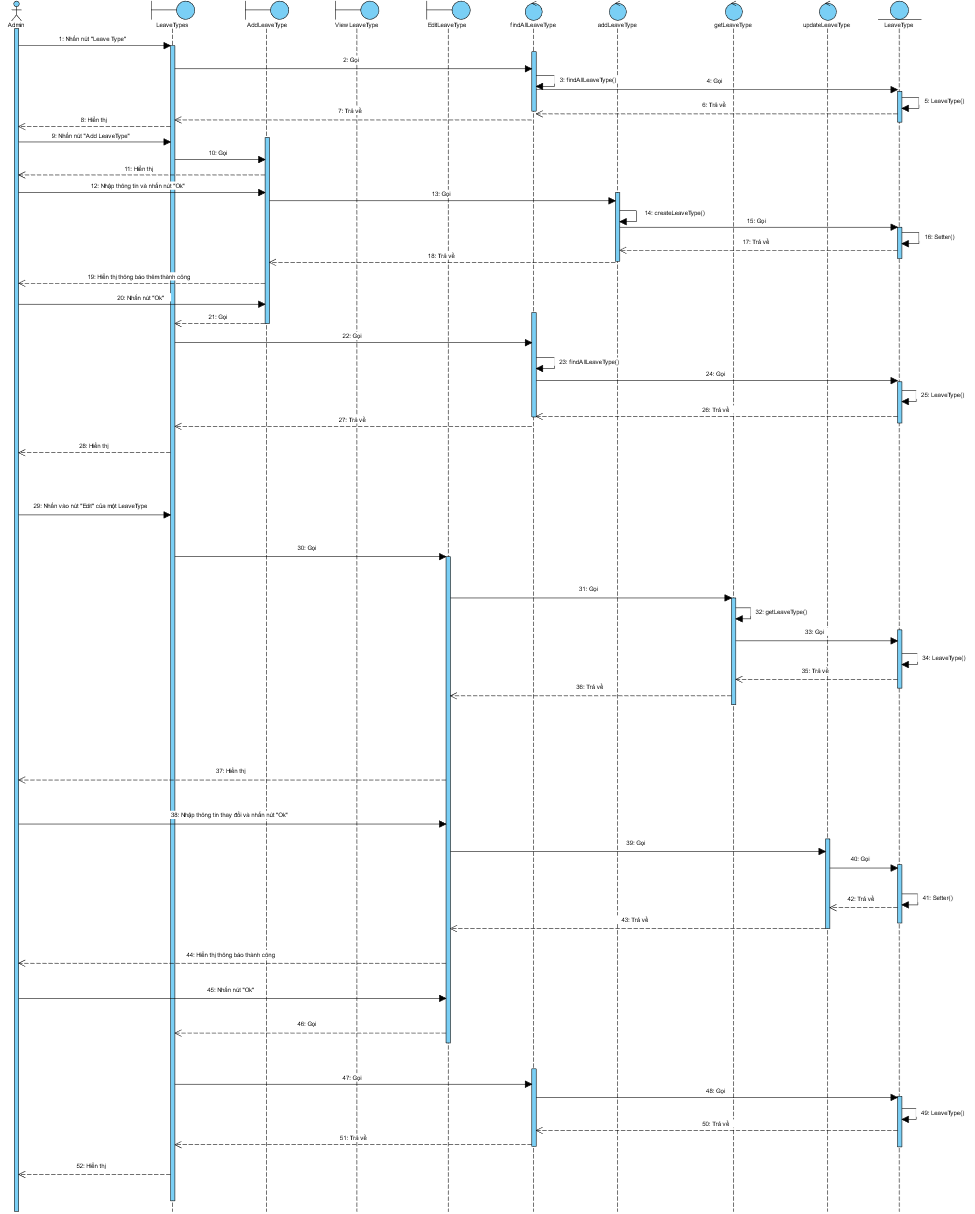 Admin
LeaveTypes
AddLeaveType
View LeaveType
EditLeaveType
findAllLeaveType
addLeaveType
getLeaveType
updateLeaveType
LeaveType
1: Nhấn nút "Leave Type"
2: Gọi
3: findAllLeaveType()
4: Gọi
5: LeaveType()
6: Trả về
7: Trả về
8: Hiển thị
9: Nhấn nút "Add LeaveType"
10: Gọi
11: Hiển thị
12: Nhập thông tin và nhấn nút "Ok"
13: Gọi
14: createLeaveType()
15: Gọi
16: Setter()
17: Trả về
18: Trả về
19: Hiển thị thông báo thêm thành công
20: Nhấn nút "Ok"
21: Gọi
22: Gọi
23: findAllLeaveType()
24: Gọi
25: LeaveType()
26: Trả về
27: Trả về
28: Hiển thị
29: Nhấn vào nút "Edit" của một LeaveType
30: Gọi
31: Gọi
32: getLeaveType()
33: Gọi
34: LeaveType()
35: Trả về
36: Trả về
37: Hiển thị
38: Nhập thông tin thay đổi và nhấn nút "Ok"
39: Gọi
40: Gọi
41: Setter()
42: Trả về
43: Trả về
44: Hiển thị thông báo thành công
45: Nhấn nút "Ok"
46: Gọi
47: Gọi
48: Gọi
49: LeaveType()
50: Trả về
51: Trả về
52: Hiển thị